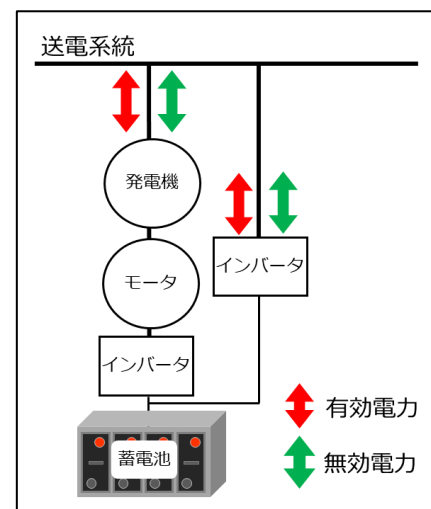 送電系統
発電機
モータ
インバータ
インバータ
蓄電池
有効電力
無効電力